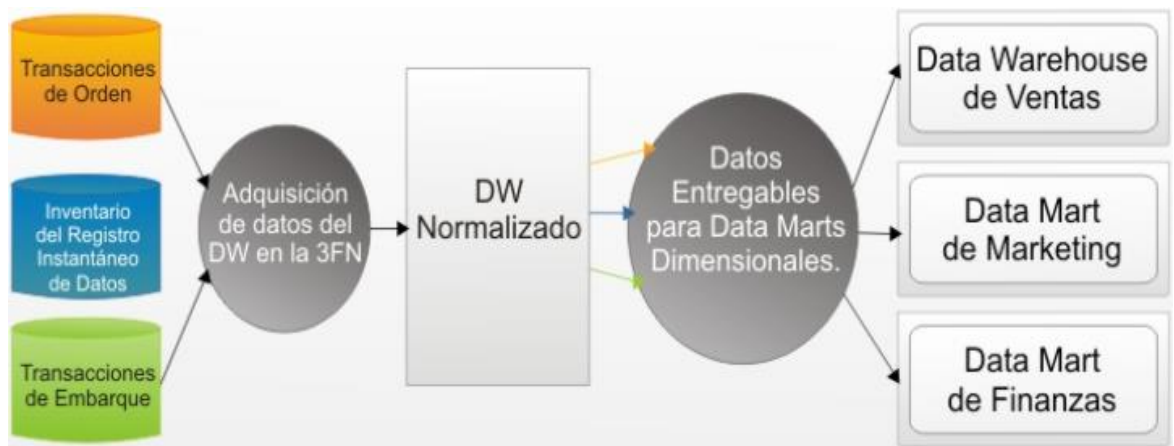 Transacciones
de Orden
Inventario
del Registro
Instantáneo
de Datos
Transacciones
de Embarque
Adquisición
de datos del
DW en la 3FN
DW
Normalizado
Datos
Entregables
para Data Marts
Dimensionales.
Data Warehouse
de Ventas
Data Mart
de Marketing
Data Mart
de Finanzas